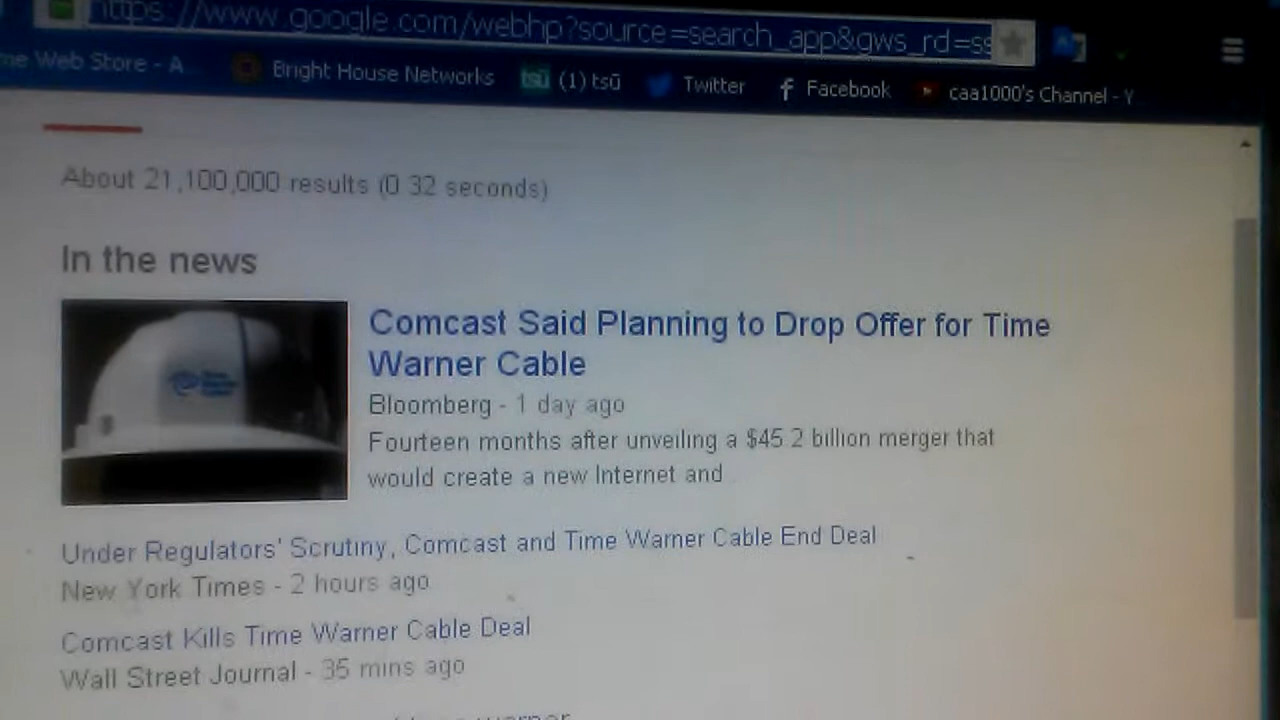 https://www.google.com/webhp?source=search_app&gws_rd=ss
me Web Store - A Bright House Networks tsū (1) tsū Twitter f Facebook caa1000's Channel - Y
About 21,100,000 results (0 32 seconds)
In the news
Comcast Said Planning to Drop Offer for Time
Warner Cable
Bloomberg - 1 day ago
Fourteen months after unveiling a $45 2 billion merger that
would create a new Internet and
Under Regulators' Scrutiny, Comcast and Time Warner Cable End Deal
New York Times - 2 hours ago
Comcast Kills Time Warner Cable Deal
Wall Street Journal - 35 mins ago